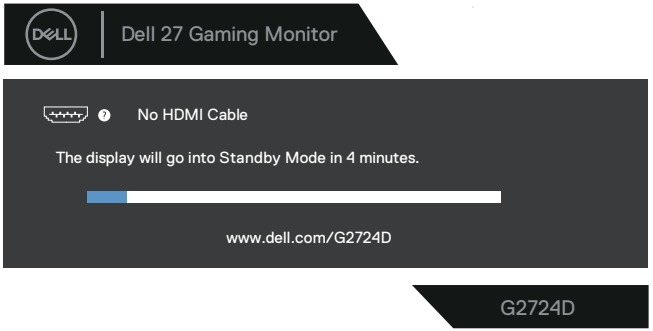 DELL
Dell 27 Gaming Monitor
? No HDMI Cable
The display will go into Standby Mode in 4 minutes.
www.dell.com/G2724D
G2724D